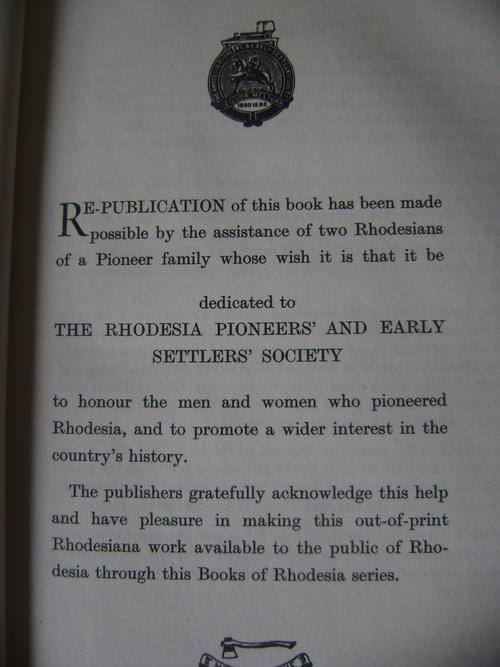 1890 1896
RE-PUBLICATION of this book has been made
possible by the assistance of two Rhodesians
of a Pioneer family whose wish it is that it be
dedicated to
THE RHODESIA PIONEERS' AND EARLY
SETTLERS' SOCIETY
to honour the men and women who pioneered
Rhodesia, and to promote a wider interest in the
country's history.
The publishers gratefully acknowledge this help
and have pleasure in making this out-of-print
Rhodesiana work available to the public of Rho-
desia through this Books of Rhodesia series.